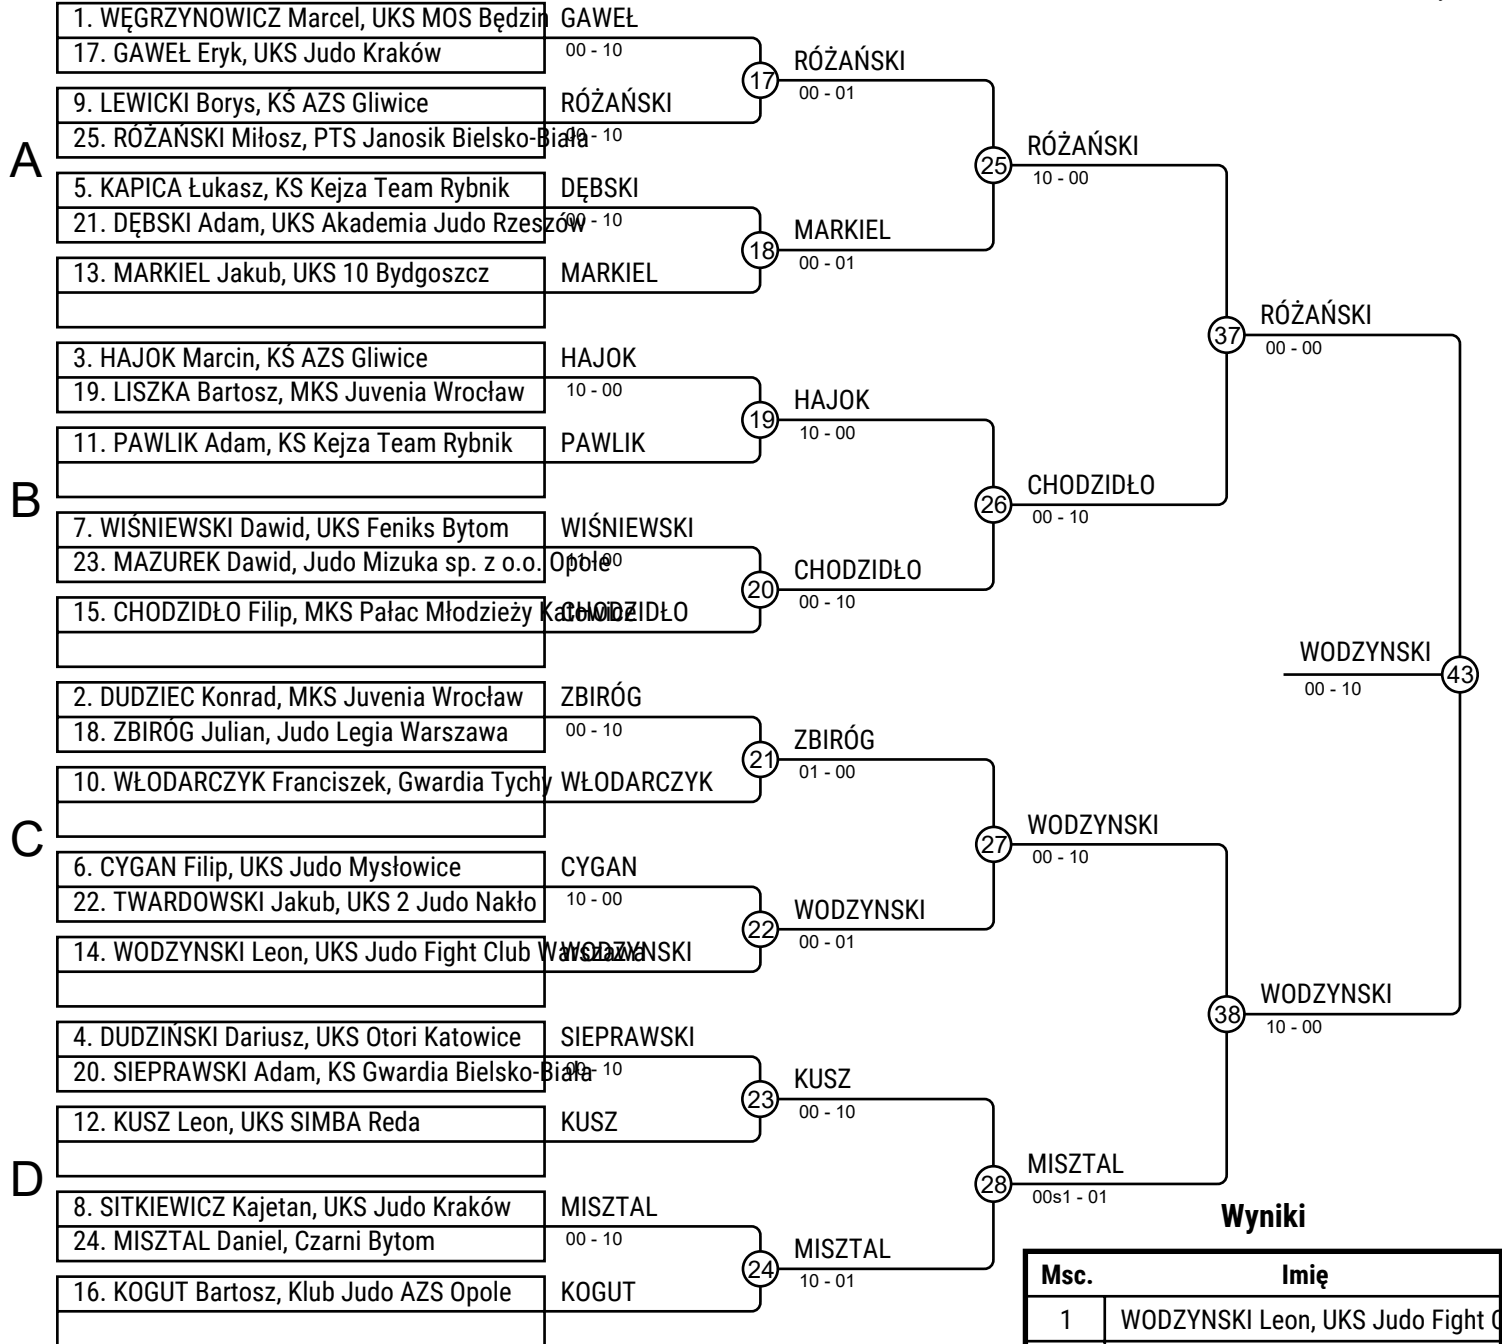 1. WĘGRZYNOWICZ Marcel, UKS MOS Będzin
17. GAWEŁ Eryk, UKS Judo Kraków
GAWEŁ
00 - 10
9. LEWICKI Borys, KŚ AZS Gliwice
25. RÓŻAŃSKI Miłosz, PTS Janosik Bielsko-Biała
RÓŻAŃSKI
00 - 10
17
RÓŻAŃSKI
00 - 01
A
5. KAPICA Łukasz, KS Kejza Team Rybnik
21. DĘBSKI Adam, UKS Akademia Judo Rzeszów
DĘBSKI
00 - 10
13. MARKIEL Jakub, UKS 10 Bydgoszcz
MARKIEL
18
MARKIEL
00 - 01
25
RÓŻAŃSKI
10 - 00
3. HAJOK Marcin, KŚ AZS Gliwice
19. LISZKA Bartosz, MKS Juvenia Wrocław
HAJOK
10 - 00
11. PAWLIK Adam, KS Kejza Team Rybnik
PAWLIK
19
HAJOK
10 - 00
B
7. WIŚNIEWSKI Dawid, UKS Feniks Bytom
23. MAZUREK Dawid, Judo Mizuka sp. z o.o. Opole
WIŚNIEWSKI
11 - 00
15. CHODZIDŁO Filip, MKS Pałac Młodzieży Katowice
CHODZIDŁO
20
CHODZIDŁO
00 - 10
26
CHODZIDŁO
00 - 10
37
RÓŻAŃSKI
00 - 00
2. DUDZIEC Konrad, MKS Juvenia Wrocław
18. ZBIRÓG Julian, Judo Legia Warszawa
ZBIRÓG
00 - 10
10. WŁODARCZYK Franciszek, Gwardia Tychy
WŁODARCZYK
21
ZBIRÓG
01 - 00
C
6. CYGAN Filip, UKS Judo Mysłowice
22. TWARDOWSKI Jakub, UKS 2 Judo Nakło
CYGAN
10 - 00
14. WODZYNSKI Leon, UKS Judo Fight Club Warszawa
WODZYNSKI
22
WODZYNSKI
00 - 01
27
WODZYNSKI
00 - 10
4. DUDZIŃSKI Dariusz, UKS Otori Katowice
20. SIEPRAWSKI Adam, KS Gwardia Bielsko-Biała
SIEPRAWSKI
00 - 10
12. KUSZ Leon, UKS SIMBA Reda
KUSZ
23
KUSZ
00 - 10
D
8. SITKIEWICZ Kajetan, UKS Judo Kraków
24. MISZTAL Daniel, Czarni Bytom
MISZTAL
00 - 10
16. KOGUT Bartosz, Klub Judo AZS Opole
KOGUT
24
MISZTAL
10 - 01
28
MISZTAL
00s1 - 01
38
WODZYNSKI
10 - 00
WODZYNSKI
00 - 10
43
Wyniki
Msc. Imię
1 WODZYNSKI Leon, UKS Judo Fight